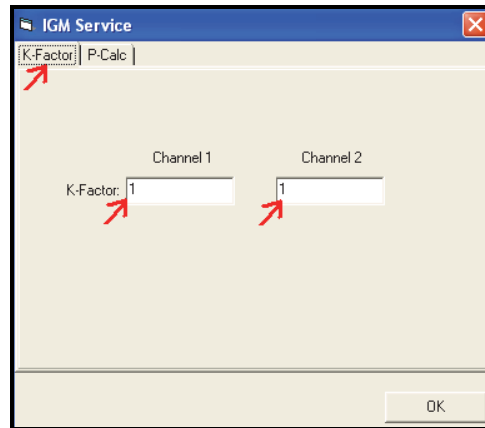 IGM Service
K-Factor P-Calc
Channel 1 Channel 2
K-Factor: 1 1
OK